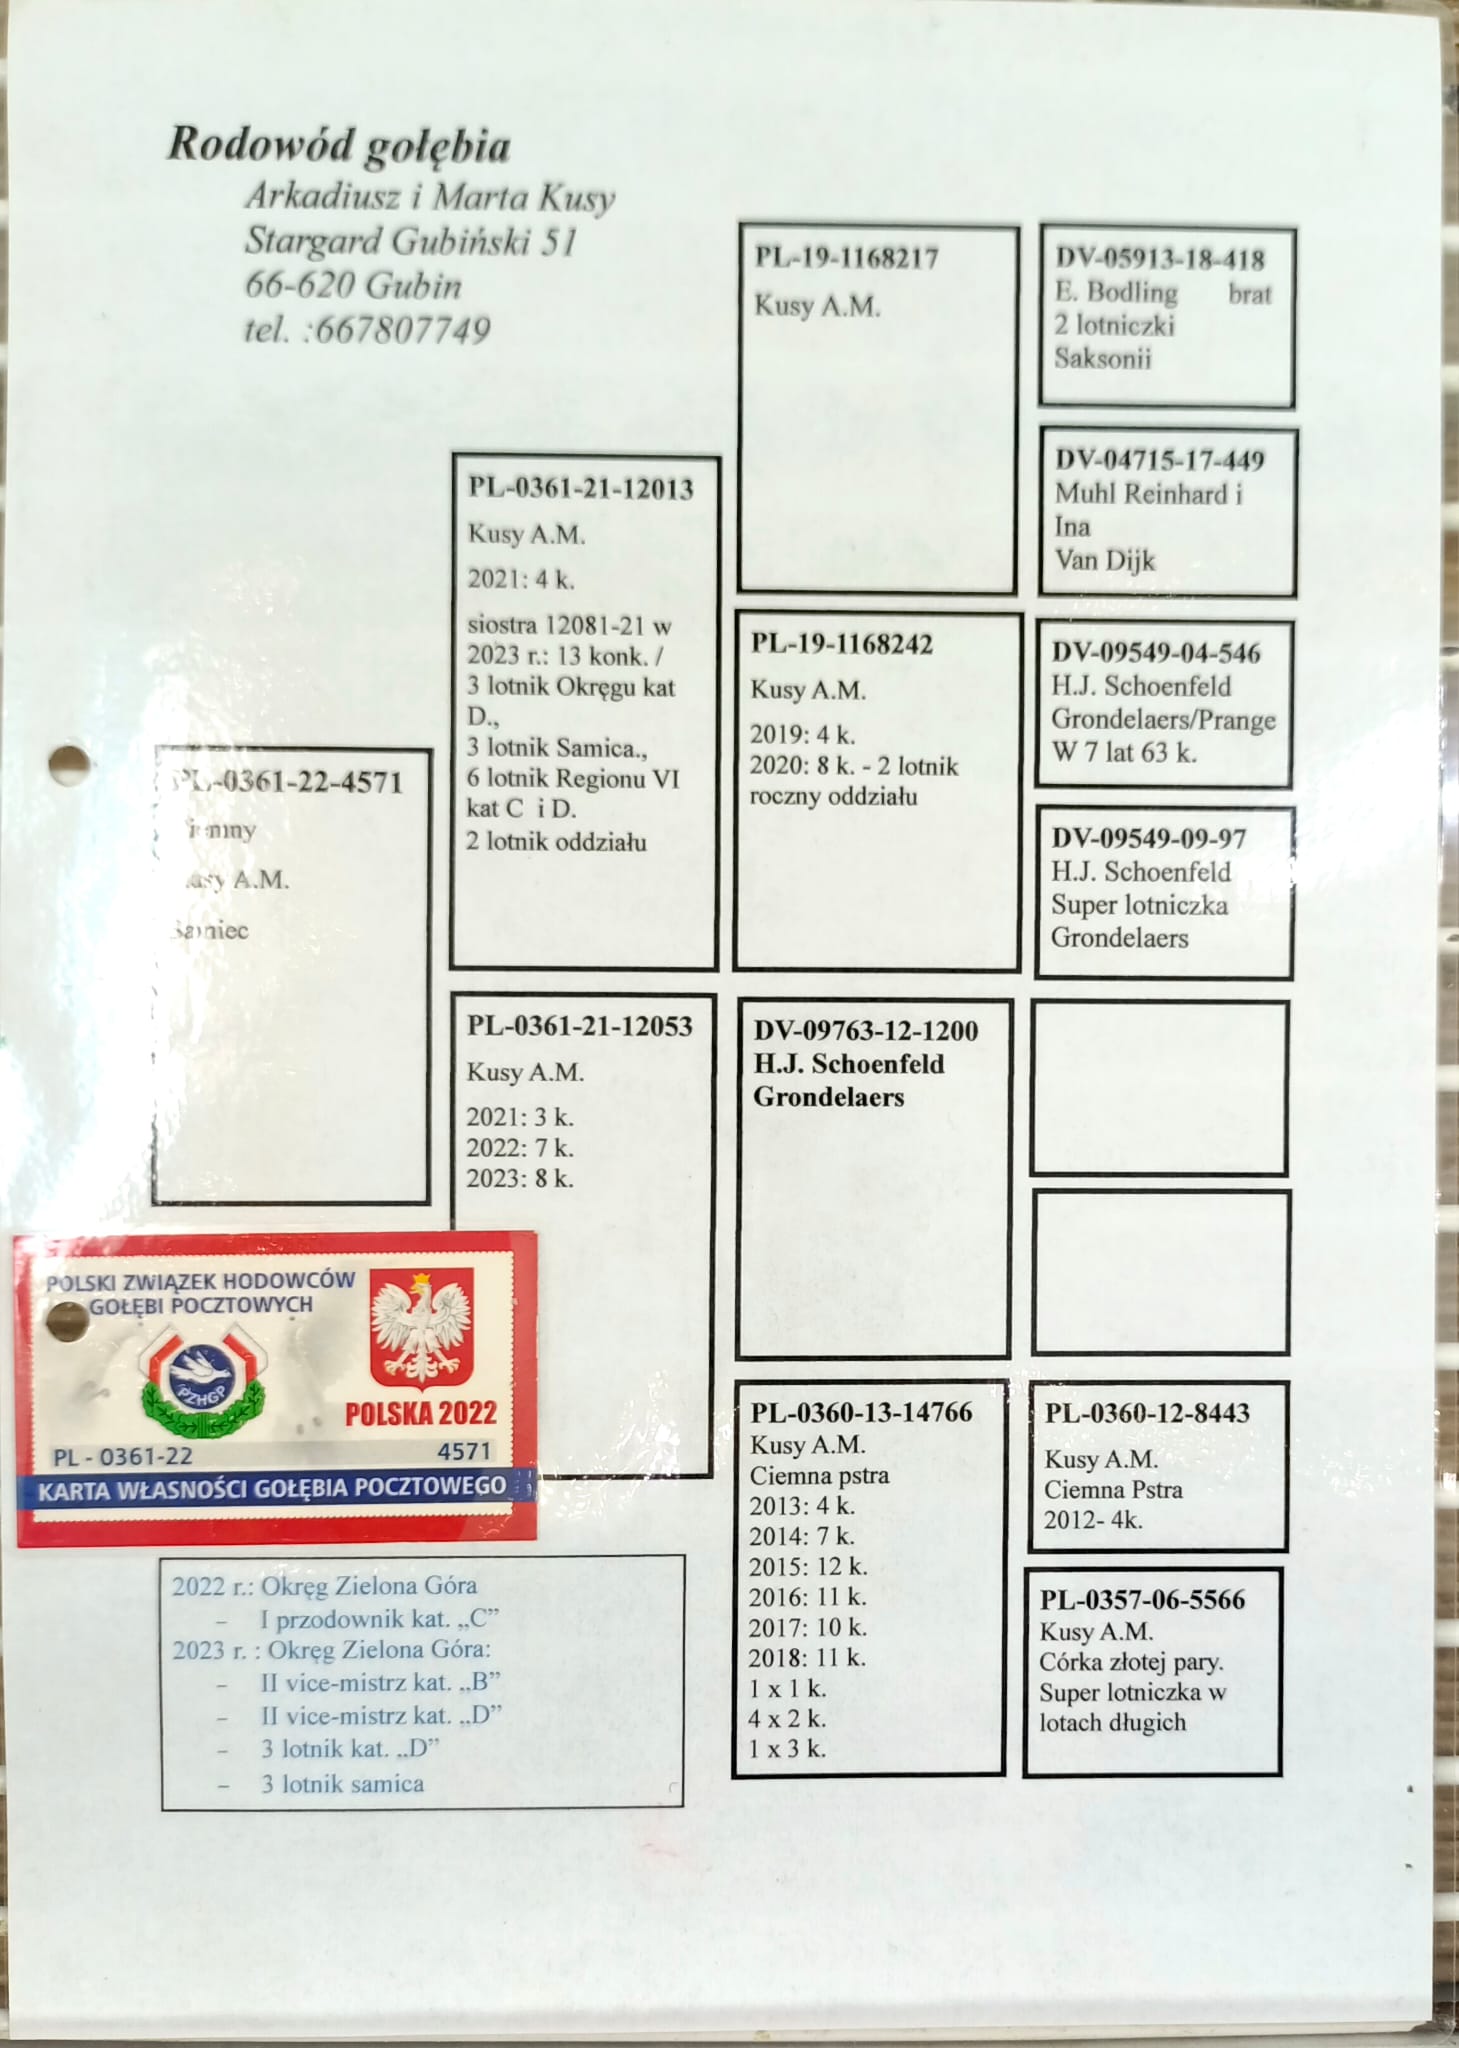 Rodowód gołębia
Arkadiusz i Marta Kusy
Stargard Gubiński 51
66-620 Gubin
tel. :667807749
PL-0361-22-4571
Kusy A.M.
Samiec
PL-0361-21-12013
Kusy A.M.
2021: 4 k.
siostra 12081-21 w
2023 r.: 13 konk. /
3 lotnik Okręgu kat
D.,
3 lotnik Samica.,
6 lotnik Regionu VI
kat C i D.
2 lotnik oddziału
PL-0361-21-12053
Kusy A.M.
2021: 3 k.
2022: 7 k.
2023: 8 k.
PL-19-1168217
Kusy A.M.
PL-19-1168242
Kusy A.M.
2019: 4 k.
2020: 8 k. - 2 lotnik
roczny oddziału
DV-09763-12-1200
H.J. Schoenfeld
Grondelaers
PL-0360-13-14766
Kusy A.M.
Ciemna pstra
2013: 4 k.
2014: 7 k.
2015: 12 k.
2016: 11 k.
2017: 10 k.
2018: 11 k.
1 x 1 k.
4 x 2 k.
1 x 3 k.
DV-05913-18-418
E. Bodling brat
2 lotniczki
Saksonii
DV-04715-17-449
Muhl Reinhard i
Ina
Van Dijk
DV-09549-04-546
H.J. Schoenfeld
Grondelaers/Prange
W 7 lat 63 k.
DV-09549-09-97
H.J. Schoenfeld
Super lotniczka
Grondelaers
PL-0360-12-8443
Kusy A.M.
Ciemna Pstra
2012- 4k.
PL-0357-06-5566
Kusy A.M.
Córka złotej pary.
Super lotniczka w
lotach długich
POLSKI ZWIĄZEK HODOWCÓW
GOŁĘBI POCZTOWYCH
PZHGP
POLSKA 2022
PL - 0361-22 4571
KARTA WŁASNOŚCI GOŁĘBIA POCZTOWEGO
2022 r.: Okręg Zielona Góra
– I przodownik kat. „C”
2023 r. : Okręg Zielona Góra:
– II vice-mistrz kat. „B”
– II vice-mistrz kat. „D”
– 3 lotnik kat. „D”
– 3 lotnik samica